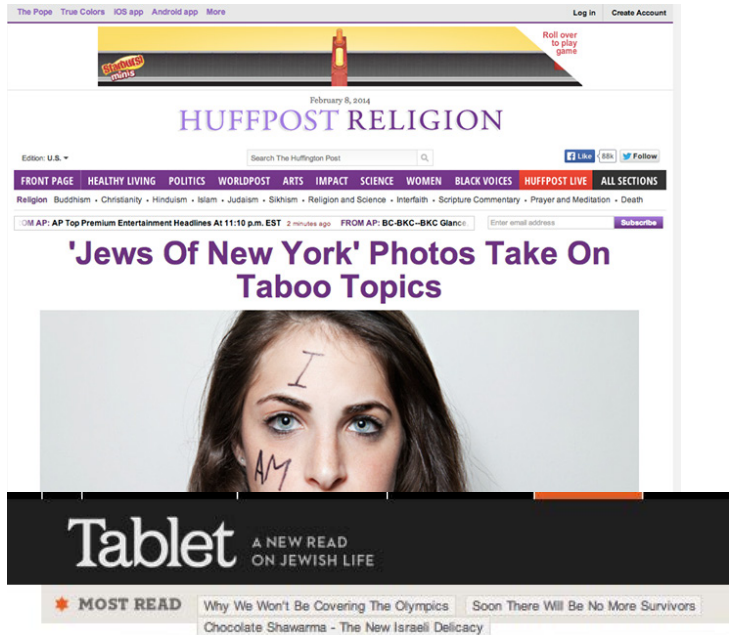 The Pope True Colors iOS app Android app More Log in Create Account
Roll over
to play
game
Starburst
minis
February 8, 2014
HUFFPOST RELIGION
Edition: U.S. Search The Huffington Post Like 88k Follow
FRONT PAGE HEALTHY LIVING POLITICS WORLDPOST ARTS IMPACT SCIENCE WOMEN BLACK VOICES HUFFPOST LIVE ALL SECTIONS
Religion Buddhism • Christianity • Hinduism • Islam • Judaism • Sikhism • Religion and Science • Interfaith • Scripture Commentary • Prayer and Meditation • Death
OM AP: AP Top Premium Entertainment Headlines At 11:10 p.m. EST 2 minutes ago FROM AP: BC-BKC--BKC Glance, Enter email address Subscribe
'Jews Of New York' Photos Take On
Taboo Topics
I
AM
Tablet A NEW READ
ON JEWISH LIFE
MOST READ Why We Won't Be Covering The Olympics Soon There Will Be No More Survivors
Chocolate Shawarma - The New Israeli Delicacy